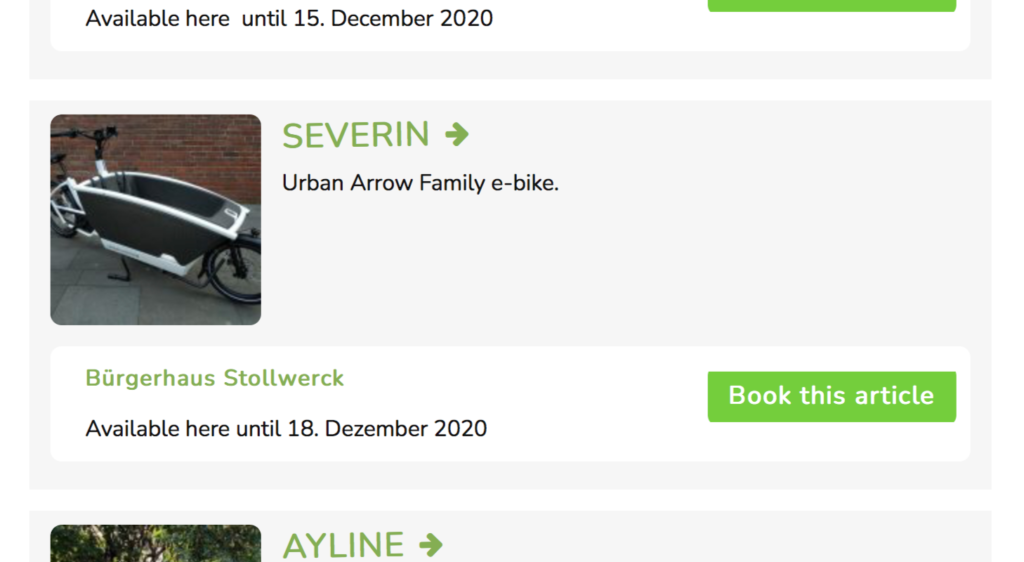 Available here  until 15. December 2020
SEVERIN
Urban Arrow Family e-bike.
Bürgerhaus Stollwerck
Book this article
Available here until 18. Dezember 2020
AYLINE